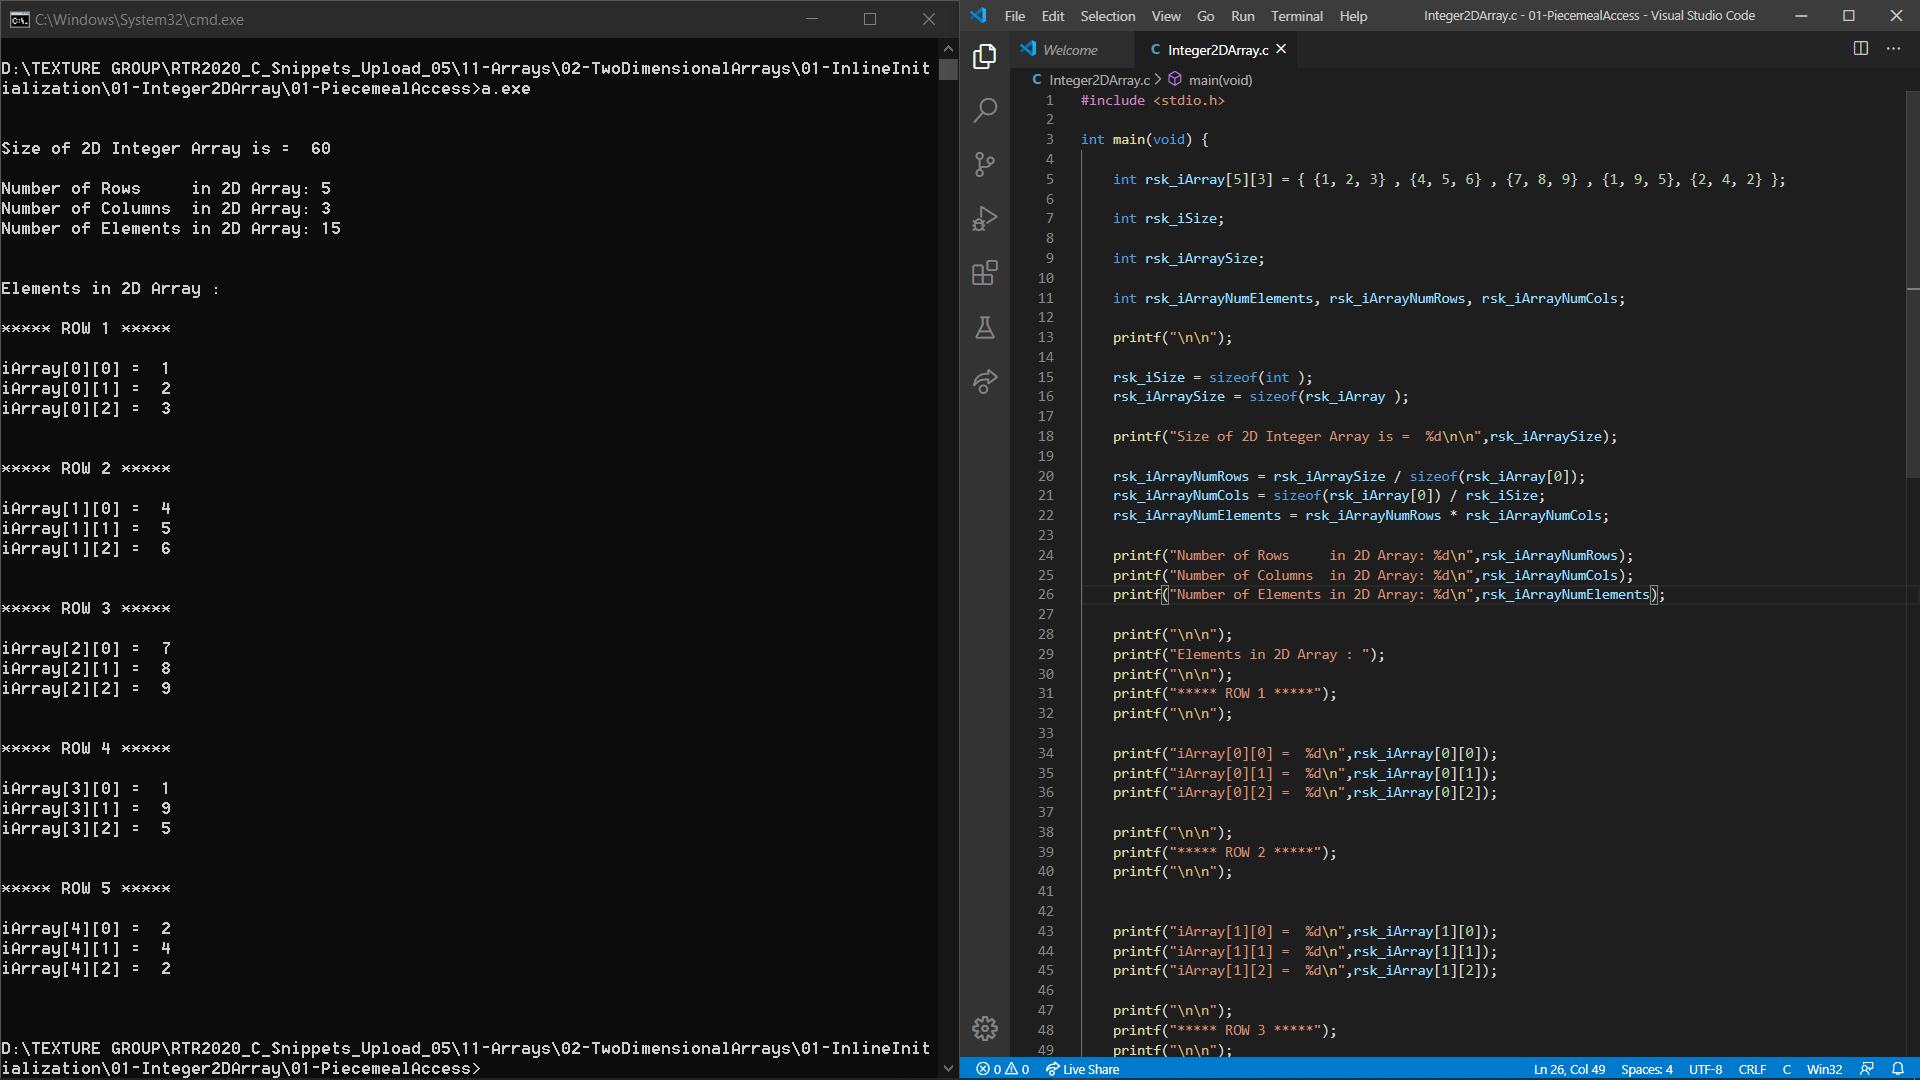 C:\Windows\System32\cmd.exe
D:\TEXTURE GROUP\RTR2020_C_Snippets_Upload_05\11-Arrays\02-TwoDimensionalArrays\01-InlineInit
ialization\01-Integer2DArray\01-PiecemealAccess>a.exe
Size of 2D Integer Array is =  60
Number of Rows     in 2D Array: 5
Number of Columns  in 2D Array: 3
Number of Elements in 2D Array: 15
Elements in 2D Array :
***** ROW 1 *****
iArray[0][0] =  1
iArray[0][1] =  2
iArray[0][2] =  3
***** ROW 2 *****
iArray[1][0] =  4
iArray[1][1] =  5
iArray[1][2] =  6
***** ROW 3 *****
iArray[2][0] =  7
iArray[2][1] =  8
iArray[2][2] =  9
***** ROW 4 *****
iArray[3][0] =  1
iArray[3][1] =  9
iArray[3][2] =  5
***** ROW 5 *****
iArray[4][0] =  2
iArray[4][1] =  4
iArray[4][2] =  2
D:\TEXTURE GROUP\RTR2020_C_Snippets_Upload_05\11-Arrays\02-TwoDimensionalArrays\01-InlineInit
ialization\01-Integer2DArray\01-PiecemealAccess>
File Edit Selection View Go Run Terminal Help Integer2DArray.c - 01-PiecemealAccess - Visual Studio Code
Welcome C Integer2DArray.c
C Integer2DArray.c > main(void)
1 #include <stdio.h>
2
3 int main(void) {
4
5 int rsk_iArray[5][3] = { {1, 2, 3} , {4, 5, 6} , {7, 8, 9} , {1, 9, 5}, {2, 4, 2} };
6
7 int rsk_iSize;
8
9 int rsk_iArraySize;
10
11 int rsk_iArrayNumElements, rsk_iArrayNumRows, rsk_iArrayNumCols;
12
13 printf("\n\n");
14
15 rsk_iSize = sizeof(int );
16 rsk_iArraySize = sizeof(rsk_iArray );
17
18 printf("Size of 2D Integer Array is =  %d\n\n",rsk_iArraySize);
19
20 rsk_iArrayNumRows = rsk_iArraySize / sizeof(rsk_iArray[0]);
21 rsk_iArrayNumCols = sizeof(rsk_iArray[0]) / rsk_iSize;
22 rsk_iArrayNumElements = rsk_iArrayNumRows * rsk_iArrayNumCols;
23
24 printf("Number of Rows     in 2D Array: %d\n",rsk_iArrayNumRows);
25 printf("Number of Columns  in 2D Array: %d\n",rsk_iArrayNumCols);
26 printf("Number of Elements in 2D Array: %d\n",rsk_iArrayNumElements);
27
28 printf("\n\n");
29 printf("Elements in 2D Array : ");
30 printf("\n\n");
31 printf("***** ROW 1 *****");
32 printf("\n\n");
33
34 printf("iArray[0][0] =  %d\n",rsk_iArray[0][0]);
35 printf("iArray[0][1] =  %d\n",rsk_iArray[0][1]);
36 printf("iArray[0][2] =  %d\n",rsk_iArray[0][2]);
37
38 printf("\n\n");
39 printf("***** ROW 2 *****");
40 printf("\n\n");
41
42
43 printf("iArray[1][0] =  %d\n",rsk_iArray[1][0]);
44 printf("iArray[1][1] =  %d\n",rsk_iArray[1][1]);
45 printf("iArray[1][2] =  %d\n",rsk_iArray[1][2]);
46
47 printf("\n\n");
48 printf("***** ROW 3 *****");
49 printf("\n\n");
0 0 Live Share Ln 26, Col 49 Spaces: 4 UTF-8 CRLF C Win32